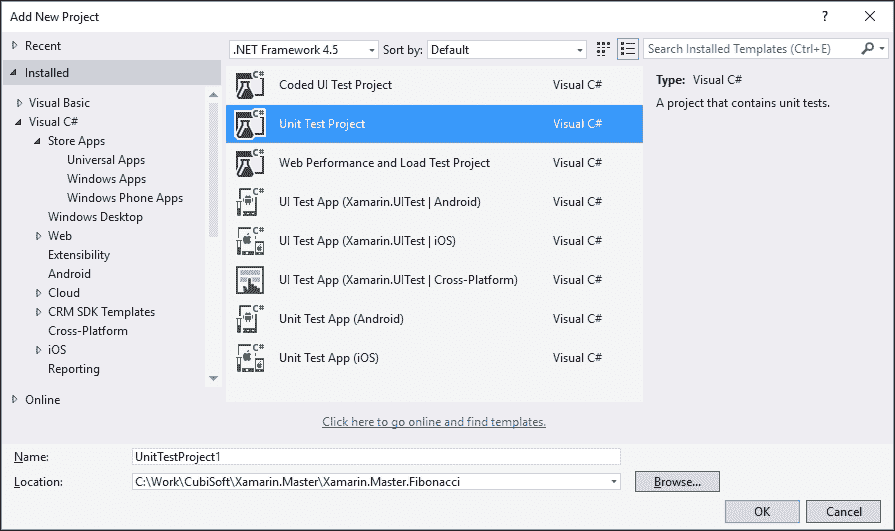 Add New Project
?
Recent
Installed
Visual Basic
Visual C#
Store Apps
Universal Apps
Windows Apps
Windows Phone Apps
Windows Desktop
Web
Extensibility
Android
Cloud
CRM SDK Templates
Cross-Platform
iOS
Reporting
Online
.NET Framework 4.5
Sort by: Default
Search Installed Templates (Ctrl+E)
C# Coded UI Test Project Visual C#
C# Unit Test Project Visual C#
C# Web Performance and Load Test Project Visual C#
C# UI Test App (Xamarin.UITest | Android) Visual C#
C# UI Test App (Xamarin.UITest | iOS) Visual C#
UI Test App (Xamarin.UITest | Cross-Platform) Visual C#
C# Unit Test App (Android) Visual C#
C# Unit Test App (iOS) Visual C#
Click here to go online and find templates.
Type: Visual C#
A project that contains unit tests.
Name: UnitTestProject1
Location: C:\Work\CubiSoft\Xamarin.Master\Xamarin.Master.Fibonacci
Browse...
OK Cancel